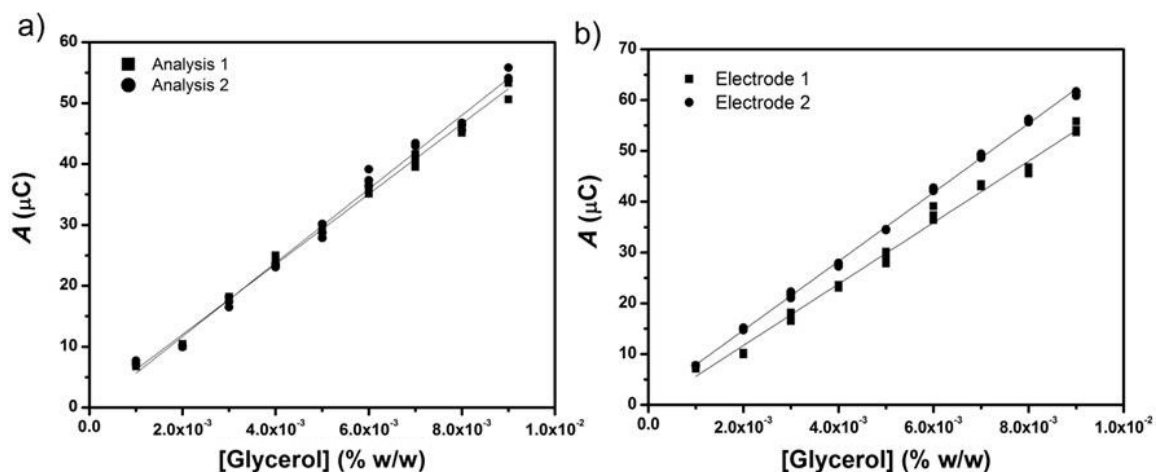 a)
Analysis 1
Analysis 2
A (μC)
60
50
40
30
20
10
0
0.0 2.0x10⁻³ 4.0x10⁻³ 6.0x10⁻³ 8.0x10⁻³ 1.0x10⁻²
[Glycerol] (% w/w)
b)
Electrode 1
Electrode 2
A (μC)
70
60
50
40
30
20
10
0
0.0 2.0x10⁻³ 4.0x10⁻³ 6.0x10⁻³ 8.0x10⁻³ 1.0x10⁻²
[Glycerol] (% w/w)